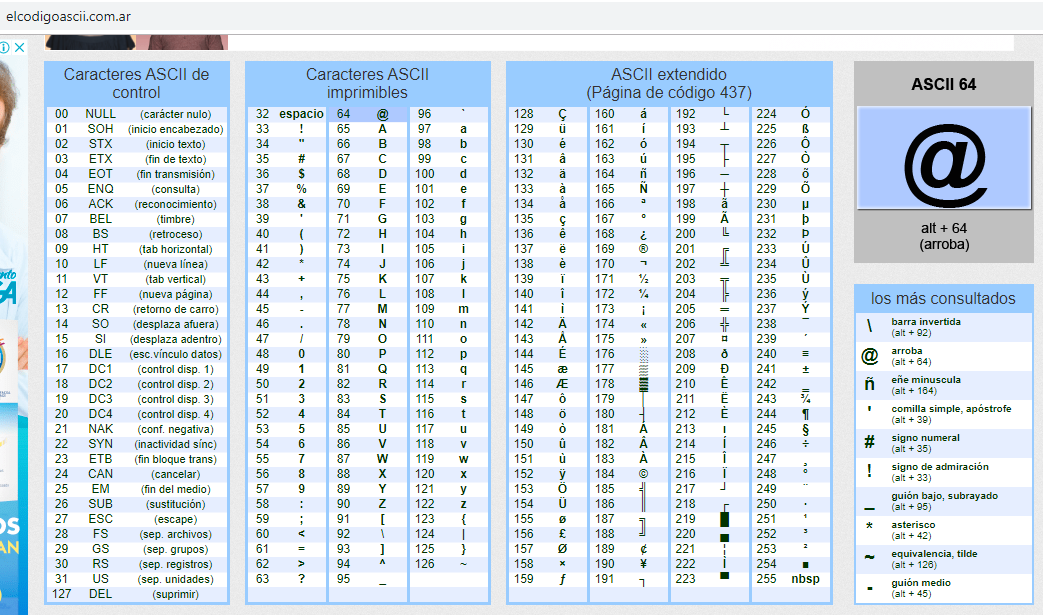 elcodigoascii.com.ar
Caracteres ASCII de
control
00 NULL (carácter nulo)
01 SOH (inicio encabezado)
02 STX (inicio texto)
03 ETX (fin de texto)
04 EOT (fin transmisión)
05 ENQ (consulta)
06 ACK (reconocimiento)
07 BEL (timbre)
08 BS (retroceso)
09 HT (tab horizontal)
10 LF (nueva línea)
11 VT (tab vertical)
12 FF (nueva página)
13 CR (retorno de carro)
14 SO (desplaza afuera)
15 SI (desplaza adentro)
16 DLE (esc.vínculo datos)
17 DC1 (control disp. 1)
18 DC2 (control disp. 2)
19 DC3 (control disp. 3)
20 DC4 (control disp. 4)
21 NAK (conf. negativa)
22 SYN (inactividad sínc)
23 ETB (fin bloque trans)
24 CAN (cancelar)
25 EM (fin del medio)
26 SUB (sustitución)
27 ESC (escape)
28 FS (sep. archivos)
29 GS (sep. grupos)
30 RS (sep. registros)
31 US (sep. unidades)
127 DEL (suprimir)
Caracteres ASCII
imprimibles
32 espacio 64 @ 96 `
33 ! 65 A 97 a
34 " 66 B 98 b
35 # 67 C 99 c
36 $ 68 D 100 d
37 % 69 E 101 e
38 & 70 F 102 f
39 ' 71 G 103 g
40 ( 72 H 104 h
41 ) 73 I 105 i
42 * 74 J 106 j
43 + 75 K 107 k
44 , 76 L 108 l
45 - 77 M 109 m
46 . 78 N 110 n
47 / 79 O 111 o
48 0 80 P 112 p
49 1 81 Q 113 q
50 2 82 R 114 r
51 3 83 S 115 s
52 4 84 T 116 t
53 5 85 U 117 u
54 6 86 V 118 v
55 7 87 W 119 w
56 8 88 X 120 x
57 9 89 Y 121 y
58 : 90 Z 122 z
59 ; 91 [ 123 {
60 < 92 \ 124 |
61 = 93 ] 125 }
62 > 94 ^ 126 ~
63 ? 95 _
ASCII extendido
(Página de código 437)
128 Ç 160 á 192 └ 224 Ó
129 ü 161 í 193 ┴ 225 ß
130 é 162 ó 194 ┬ 226 Ô
131 â 163 ú 195 ├ 227 Ò
132 ä 164 ñ 196 ─ 228 õ
133 à 165 Ñ 197 ┼ 229 Õ
134 å 166 ª 198 ã 230 µ
135 ç 167 º 199 Ã 231 þ
136 ê 168 ¿ 200 ╚ 232 Þ
137 ë 169 ® 201 ╔ 233 Ú
138 è 170 ¬ 202 ╩ 234 Û
139 ï 171 ½ 203 ╦ 235 Ù
140 î 172 ¼ 204 ╠ 236 ý
141 ì 173 ¡ 205 ═ 237 Ý
142 Ä 174 « 206 ╬ 238 ¯
143 Å 175 » 207 ¤ 239 ´
144 É 176 ░ 208 ð 240 ≡
145 æ 177 ▒ 209 Ð 241 ±
146 Æ 178 ▓ 210 Ê 242 ‗
147 ô 179 │ 211 Ë 243 ¾
148 ö 180 ┤ 212 È 244 ¶
149 ò 181 Á 213 ı 245 §
150 û 182 Â 214 Í 246 ÷
151 ù 183 À 215 Î 247 ¸
152 ÿ 184 © 216 Ï 248 °
153 Ö 185 ╣ 217 ┘ 249 ¨
154 Ü 186 ║ 218 ┌ 250 ·
155 ø 187 ╗ 219 █ 251 ¹
156 £ 188 ╝ 220 ▄ 252 ³
157 Ø 189 ¢ 221 ¦ 253 ²
158 × 190 ¥ 222 Ì 254 ■
159 ƒ 191 ┐ 223 ▀ 255 nbsp
ASCII 64
@
alt + 64
(arroba)
los más consultados
\ barra invertida
(alt + 92)
@ arroba
(alt + 64)
ñ eñe minuscula
(alt + 164)
' comilla simple, apóstrofe
(alt + 39)
# signo numeral
(alt + 35)
! signo de admiración
(alt + 33)
_ guión bajo, subrayado
(alt + 95)
* asterisco
(alt + 42)
~ equivalencia, tilde
(alt + 126)
- guión medio
(alt + 45)